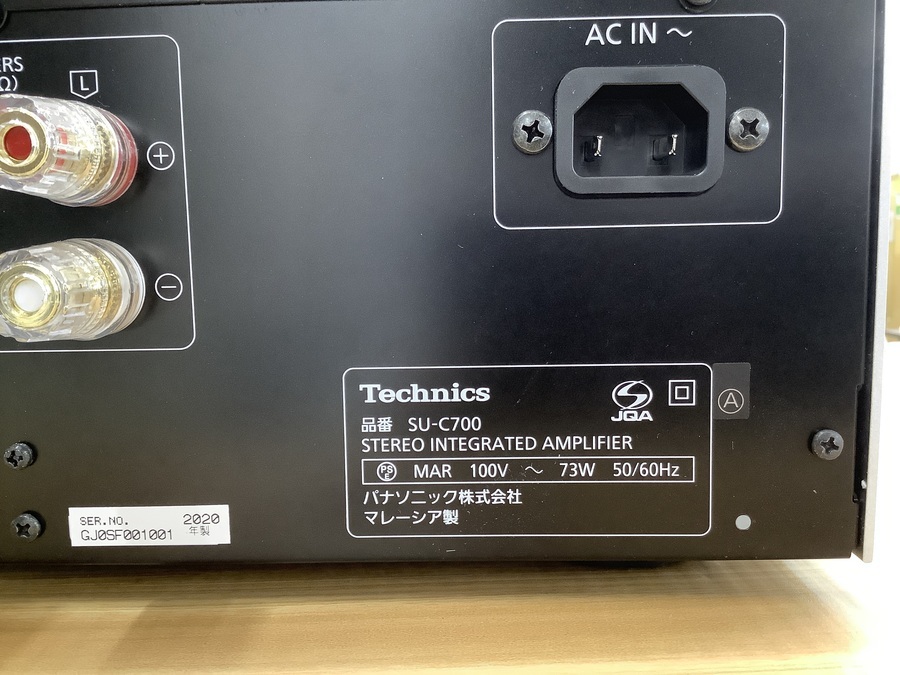 Ω)
L
AC IN ～
+
−
Technics
JQA
A
品番 SU-C700
STEREO INTEGRATED AMPLIFIER
PSE MAR 100V ～ 73W 50/60Hz
パナソニック株式会社
マレーシア製
SER.NO. 2020
GJ0SF001001 年製